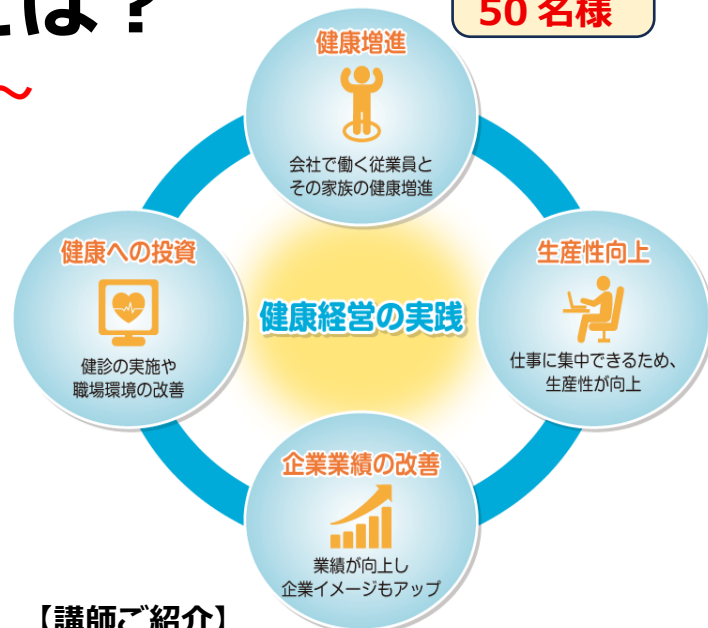 とは？
50名様
～
健康増進
会社で働く従業員と
その家族の健康増進
健康への投資
健診の実施や
職場環境の改善
健康経営の実践
生産性向上
仕事に集中できるため、
生産性が向上
企業業績の改善
業績が向上し
企業イメージもアップ
【講師ご紹介】